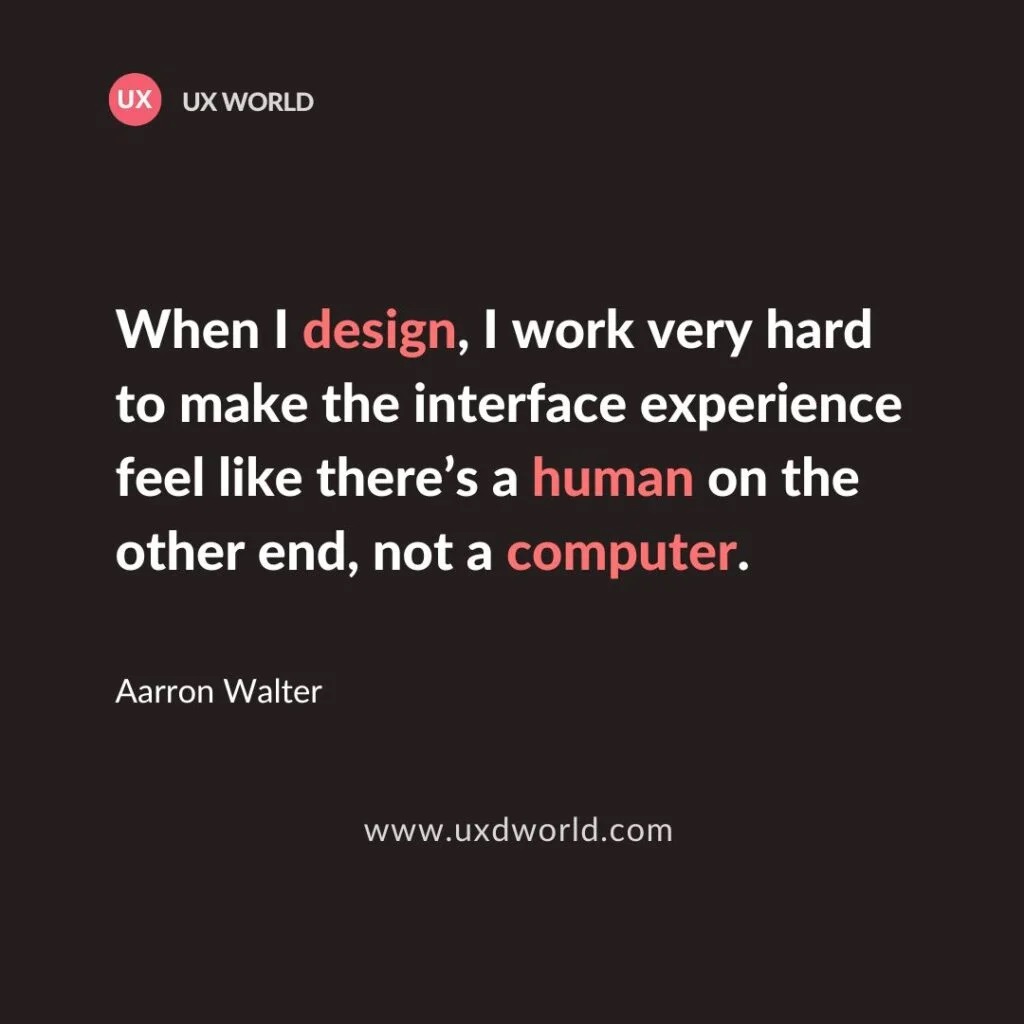 UX
UX WORLD
When I design, I work very hard
to make the interface experience
feel like there’s a human on the
other end, not a computer.
Aarron Walter
www.uxdworld.com